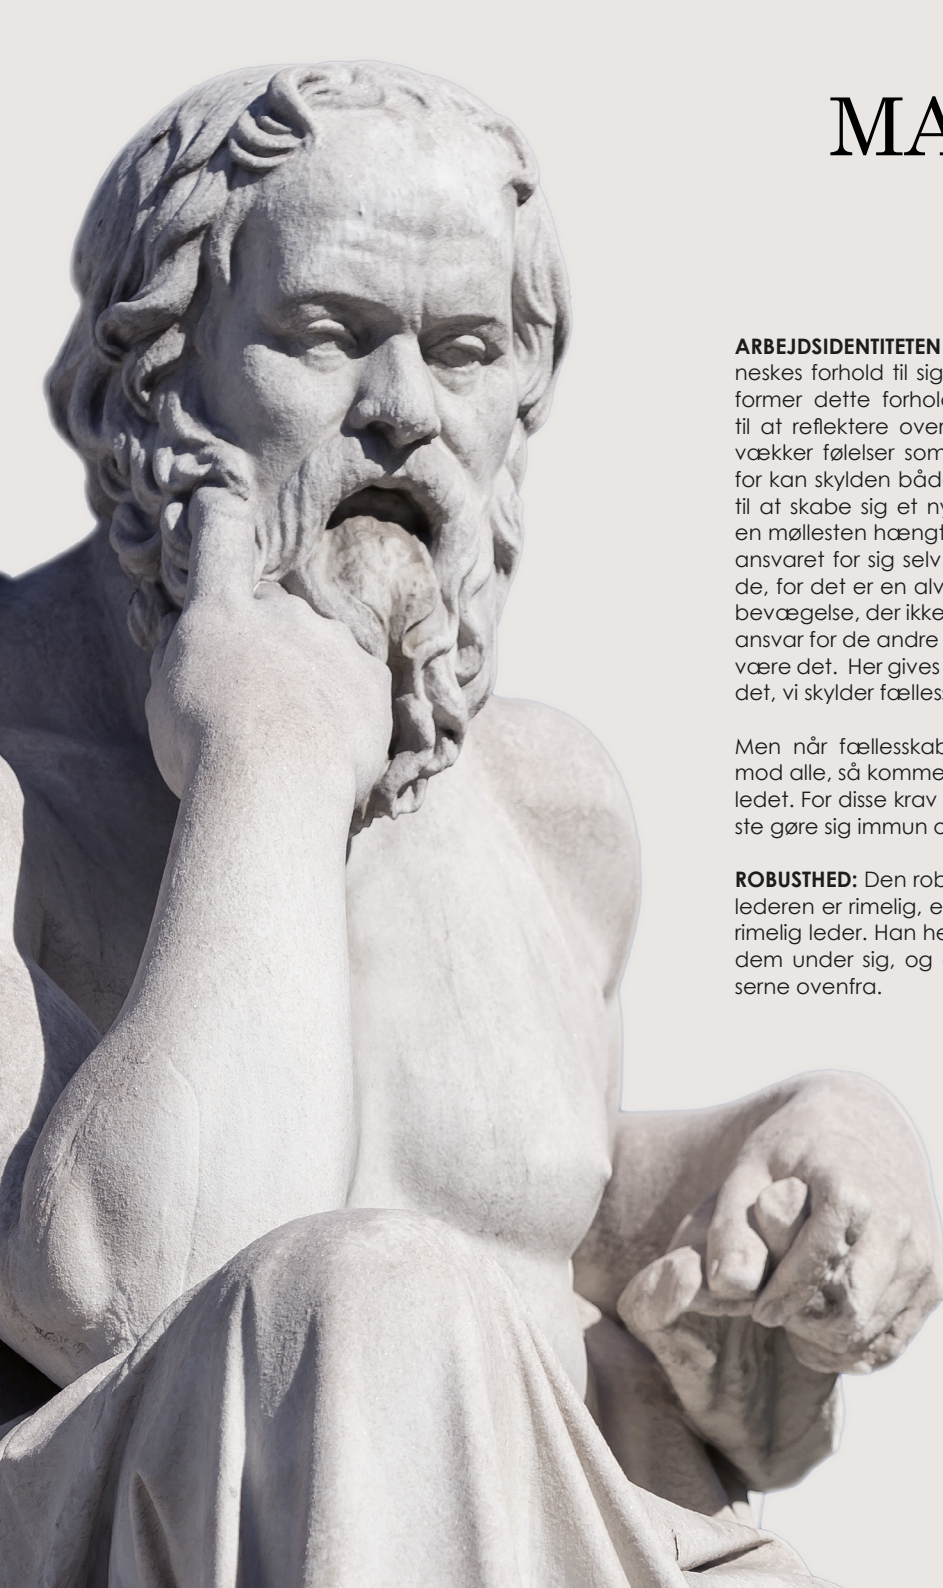 MA
ARBEJDSIDENTITETEN
neskes forhold til sig
former dette forhol
til at reflektere over
vækker følelser som
for kan skylden båd
til at skabe sig et ny
en møllesten hængt
ansvaret for sig selv
de, for det er en alv
bevægelse, der ikke
ansvar for de andre
være det. Her gives
det, vi skylder fælles
Men når fællesskab
mod alle, så komme
ledet. For disse krav
ste gøre sig immun o
ROBUSTHED: Den rob
lederen er rimelig, e
rimelig leder. Han he
dem under sig, og
serne ovenfra.